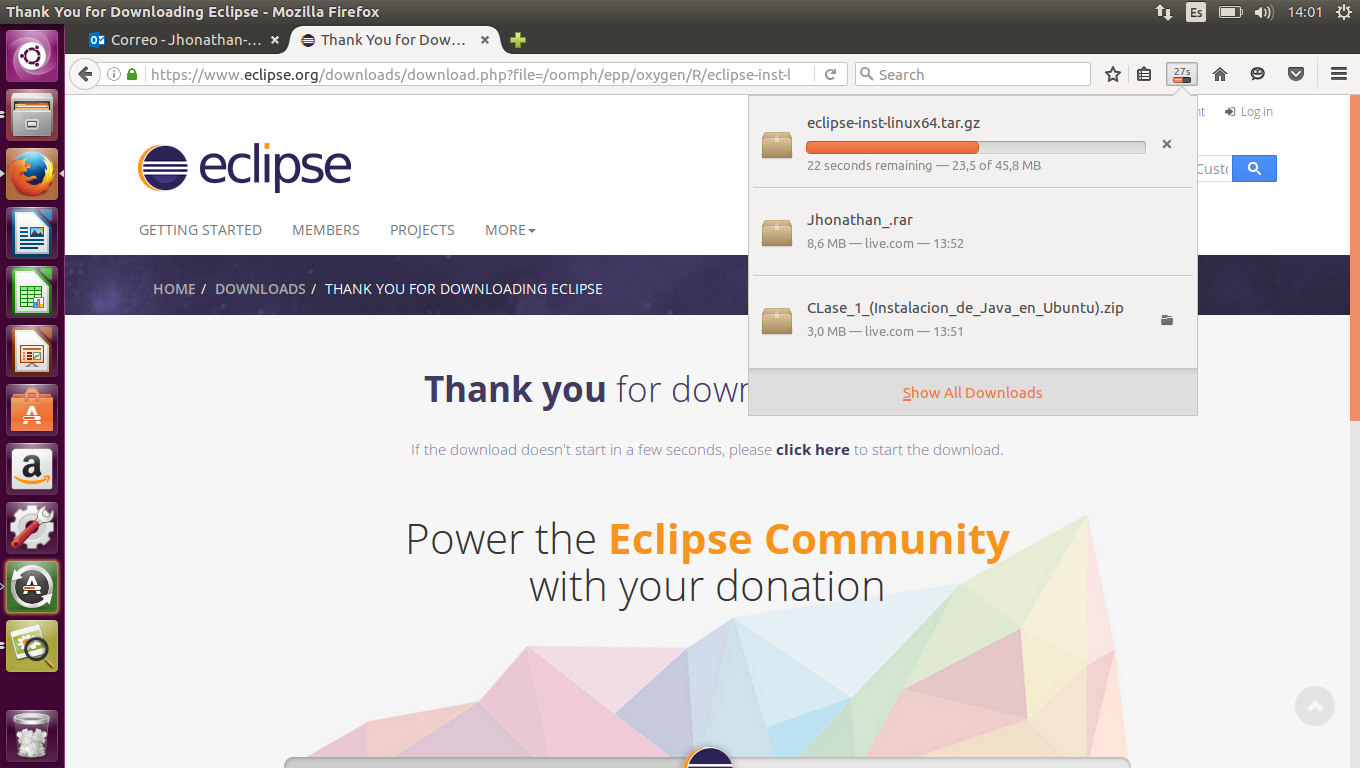 Thank You for Downloading Eclipse - Mozilla Firefox
Es
14:01
Correo - Jhonathan-...
Thank You for Dow...
https://www.eclipse.org/downloads/download.php?file=/oomph/epp/oxygen/R/eclipse-inst-l
Search
27s
eclipse-inst-linux64.tar.gz
22 seconds remaining — 23,5 of 45,8 MB
Jhonathan_.rar
8,6 MB — live.com — 13:52
CLase_1_(Instalacion_de_Java_en_Ubuntu).zip
3,0 MB — live.com — 13:51
Show All Downloads
Log in
eclipse
GETTING STARTED MEMBERS PROJECTS MORE
HOME / DOWNLOADS / THANK YOU FOR DOWNLOADING ECLIPSE
Thank you for dow
If the download doesn't start in a few seconds, please click here to start the download.
Power the Eclipse Community
with your donation